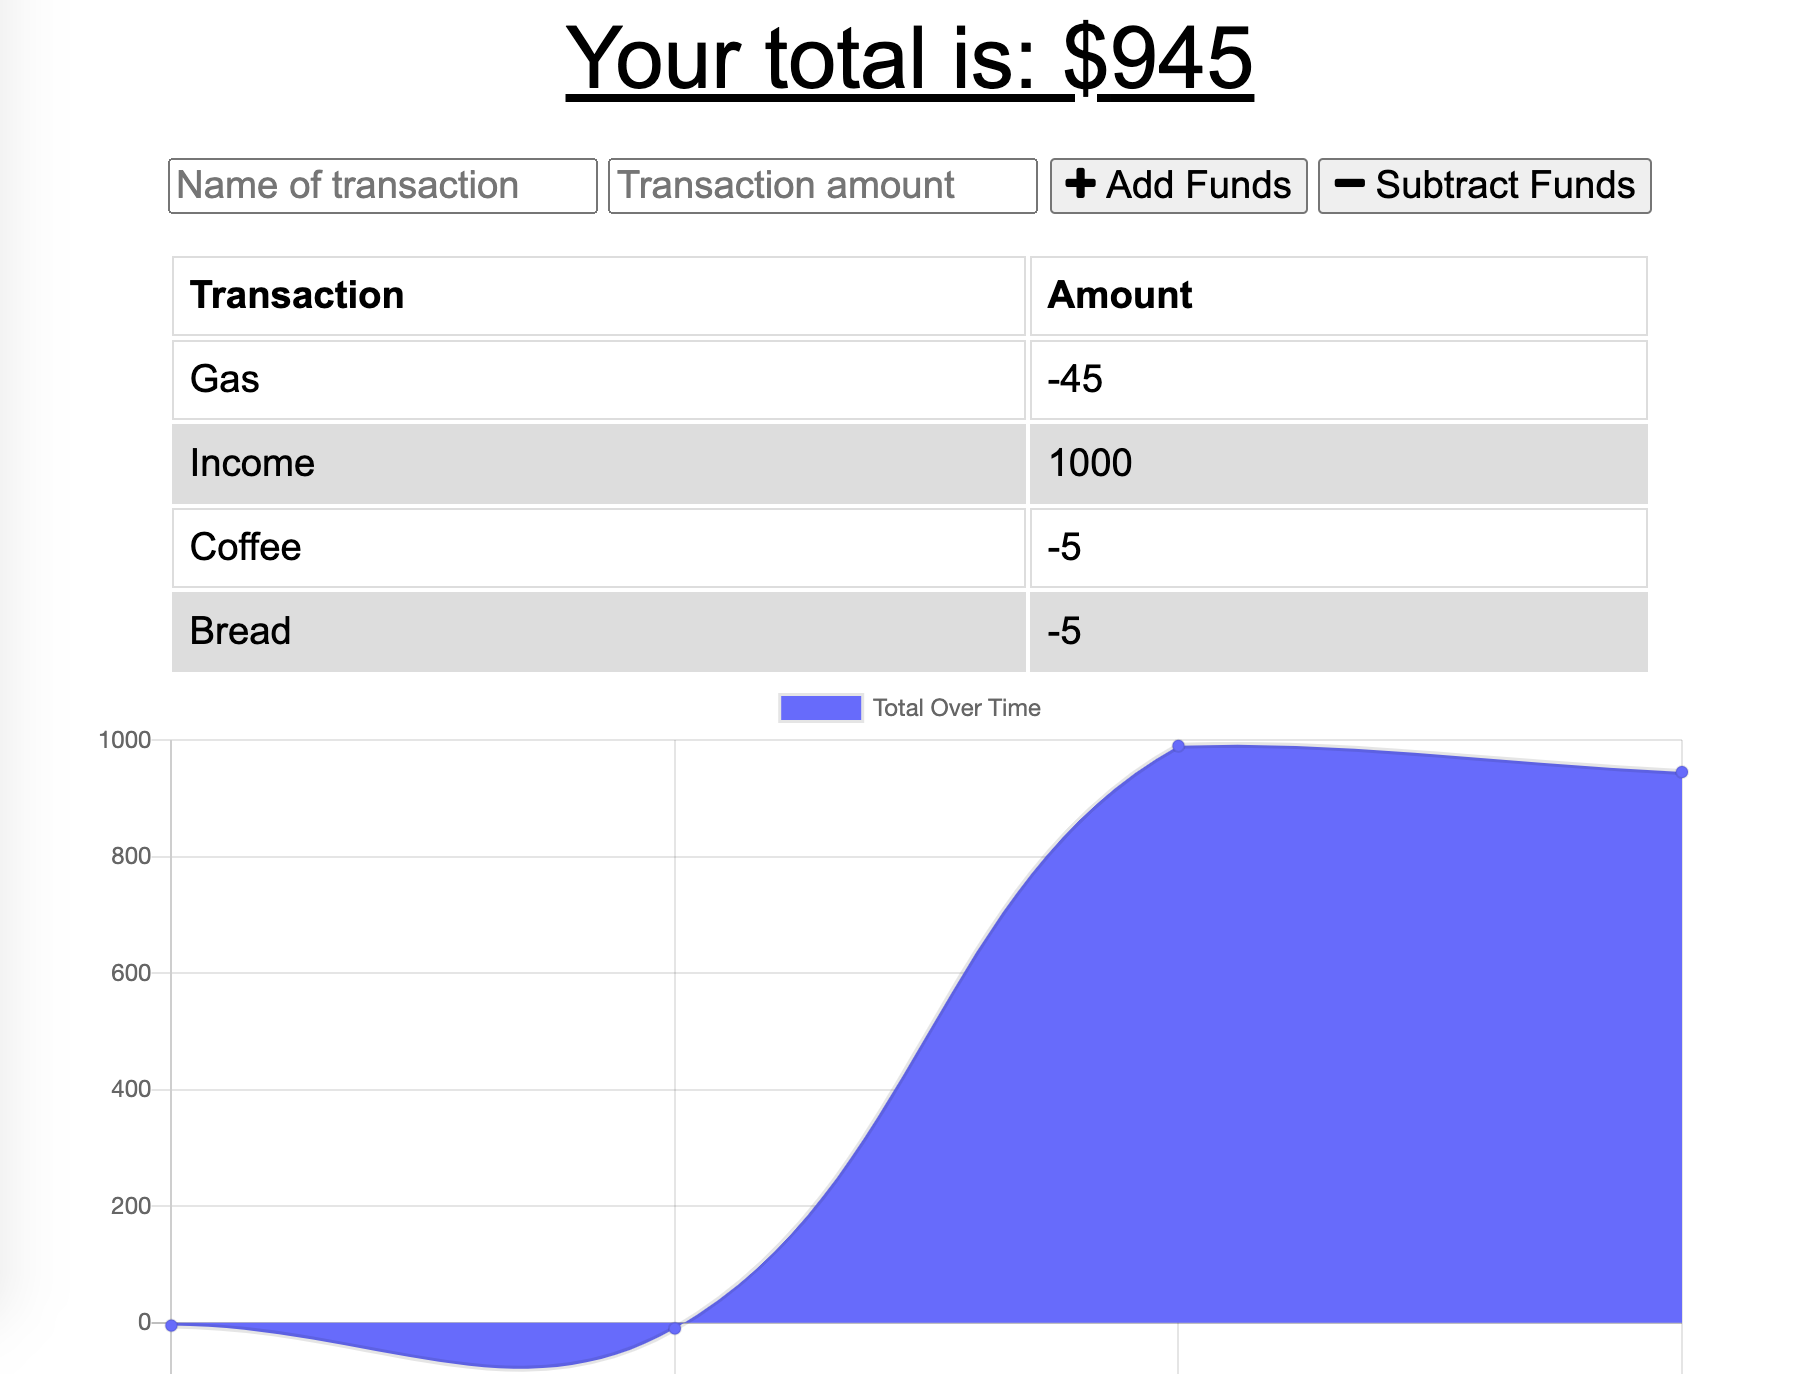 Your total is: $945
Name of transaction Transaction amount + Add Funds − Subtract Funds
Transaction Amount
Gas -45
Income 1000
Coffee -5
Bread -5
Total Over Time
1000
800
600
400
200
0